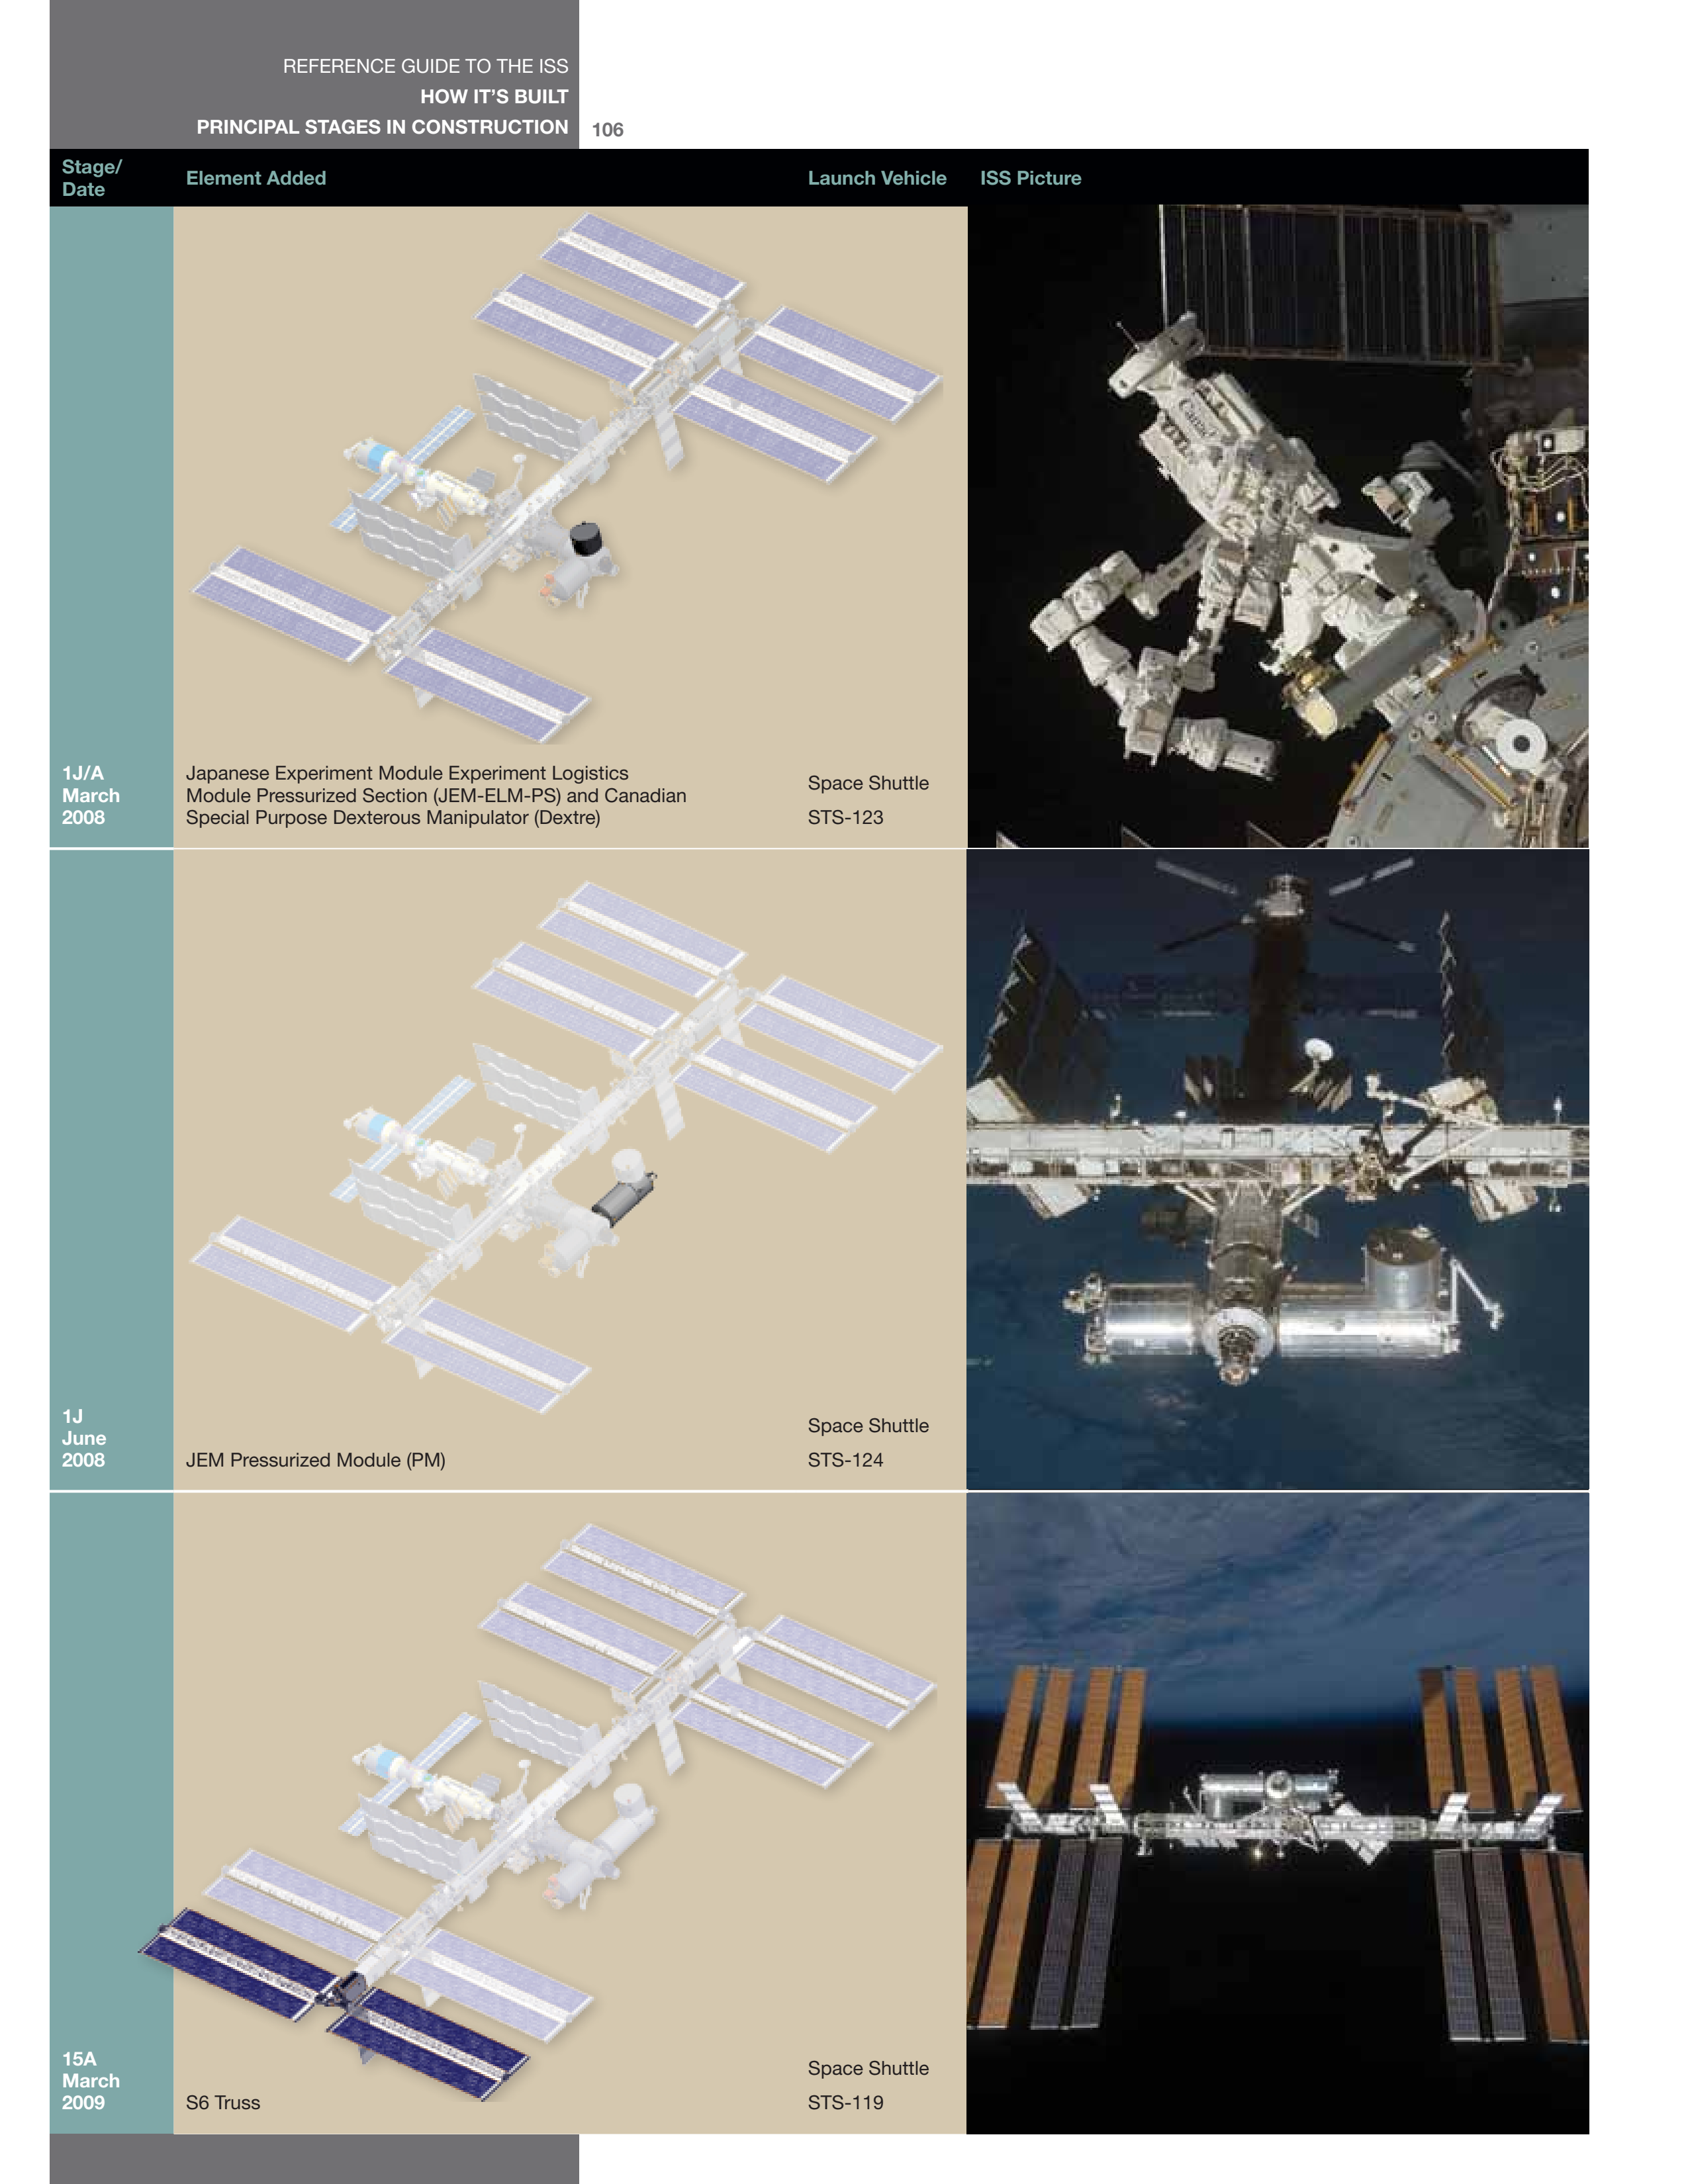 REFERENCE GUIDE TO THE ISS
HOW IT'S BUILT
PRINCIPAL STAGES IN CONSTRUCTION
106
Stage/
Date
Element Added
Launch Vehicle
ISS Picture
Canada
1J/A
March
2008
Japanese Experiment Module Experiment Logistics
Module Pressurized Section (JEM-ELM-PS) and Canadian
Special Purpose Dexterous Manipulator (Dextre)
Space Shuttle
STS-123
1J
June
2008
JEM Pressurized Module (PM)
Space Shuttle
STS-124
15A
March
2009
S6 Truss
Space Shuttle
STS-119